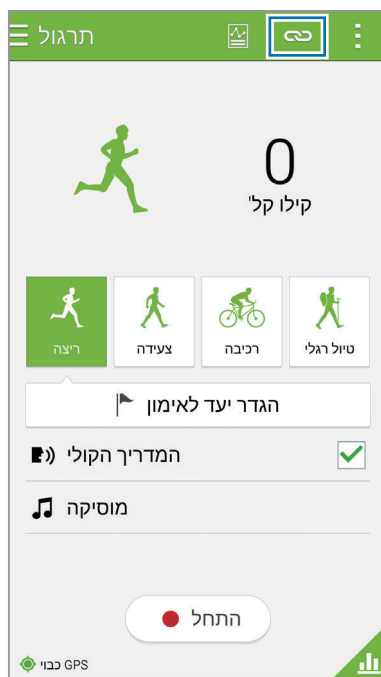 תרגול
0
קילו קל'
ריצה
צעידה
רכיבה
טיול רגלי
הגדר יעד לאימון
המדריך הקולי
מוסיקה
התחל
GPS כבוי